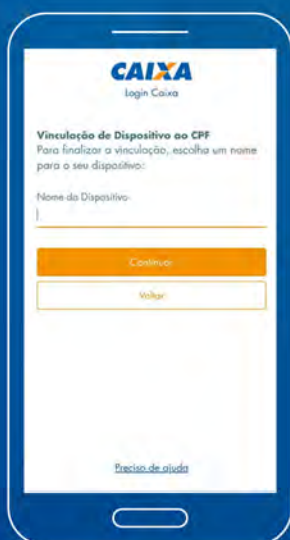 CAIXA
Login Caixa
Vinculação de Dispositivo ao CPF
Para finalizar a vinculação, escolha um nome
para o seu dispositivo:
Nome do Dispositivo
Continuar
Voltar
Preciso de ajuda